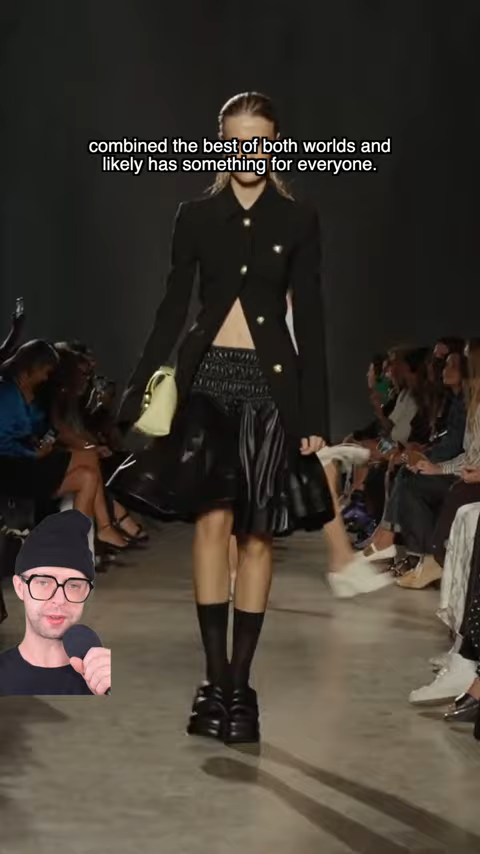 combined the best of both worlds and
likely has something for everyone.